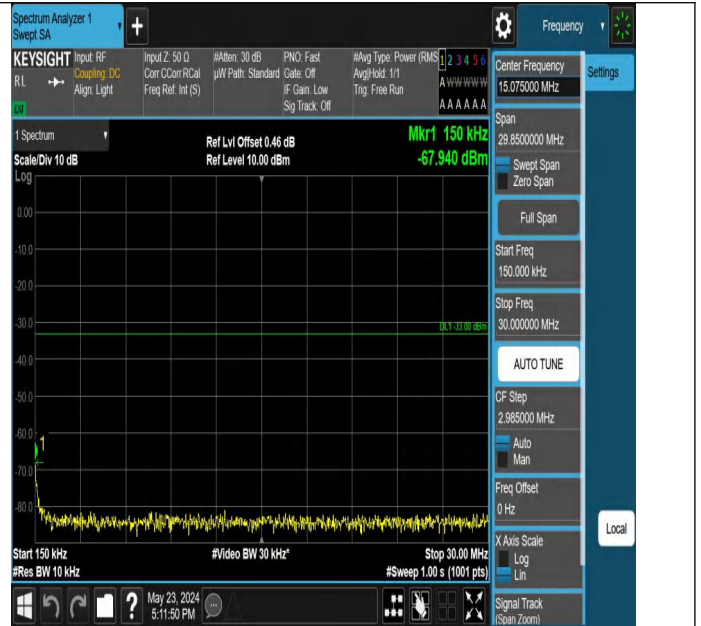 Spectrum Analyzer 1
Swept SA
Frequency
KEYSIGHT
RL
LXI
Input: RF
Coupling: DC
Align: Light
Input Z: 50 Ω
Corr CCorr RCal
Freq Ref: Int (S)
#Atten: 30 dB
µW Path: Standard
PNO: Fast
Gate: Off
IF Gain: Low
Sig Track: Off
#Avg Type: Power (RMS
Avg|Hold: 1/1
Trig: Free Run
1 2 3 4 5 6
A W W W W W
A A A A A A
1 Spectrum
Scale/Div 10 dB
Log
Ref Lvl Offset 0.46 dB
Ref Level 10.00 dBm
Mkr1 150 kHz
-67.940 dBm
0.00
-10.0
-20.0
-30.0
DL1 -33.00 dBm
-40.0
-50.0
-60.0
1
-70.0
-80.0
Start 150 kHz
#Video BW 30 kHz*
Stop 30.00 MHz
#Res BW 10 kHz
#Sweep 1.00 s (1001 pts)
May 23, 2024
5:11:50 PM
?
Center Frequency
15.075000 MHz
Settings
Span
29.8500000 MHz
Swept Span
Zero Span
Full Span
Start Freq
150.000 kHz
Stop Freq
30.000000 MHz
AUTO TUNE
CF Step
2.985000 MHz
Auto
Man
Freq Offset
0 Hz
Local
X Axis Scale
Log
Lin
Signal Track
(Span Zoom)